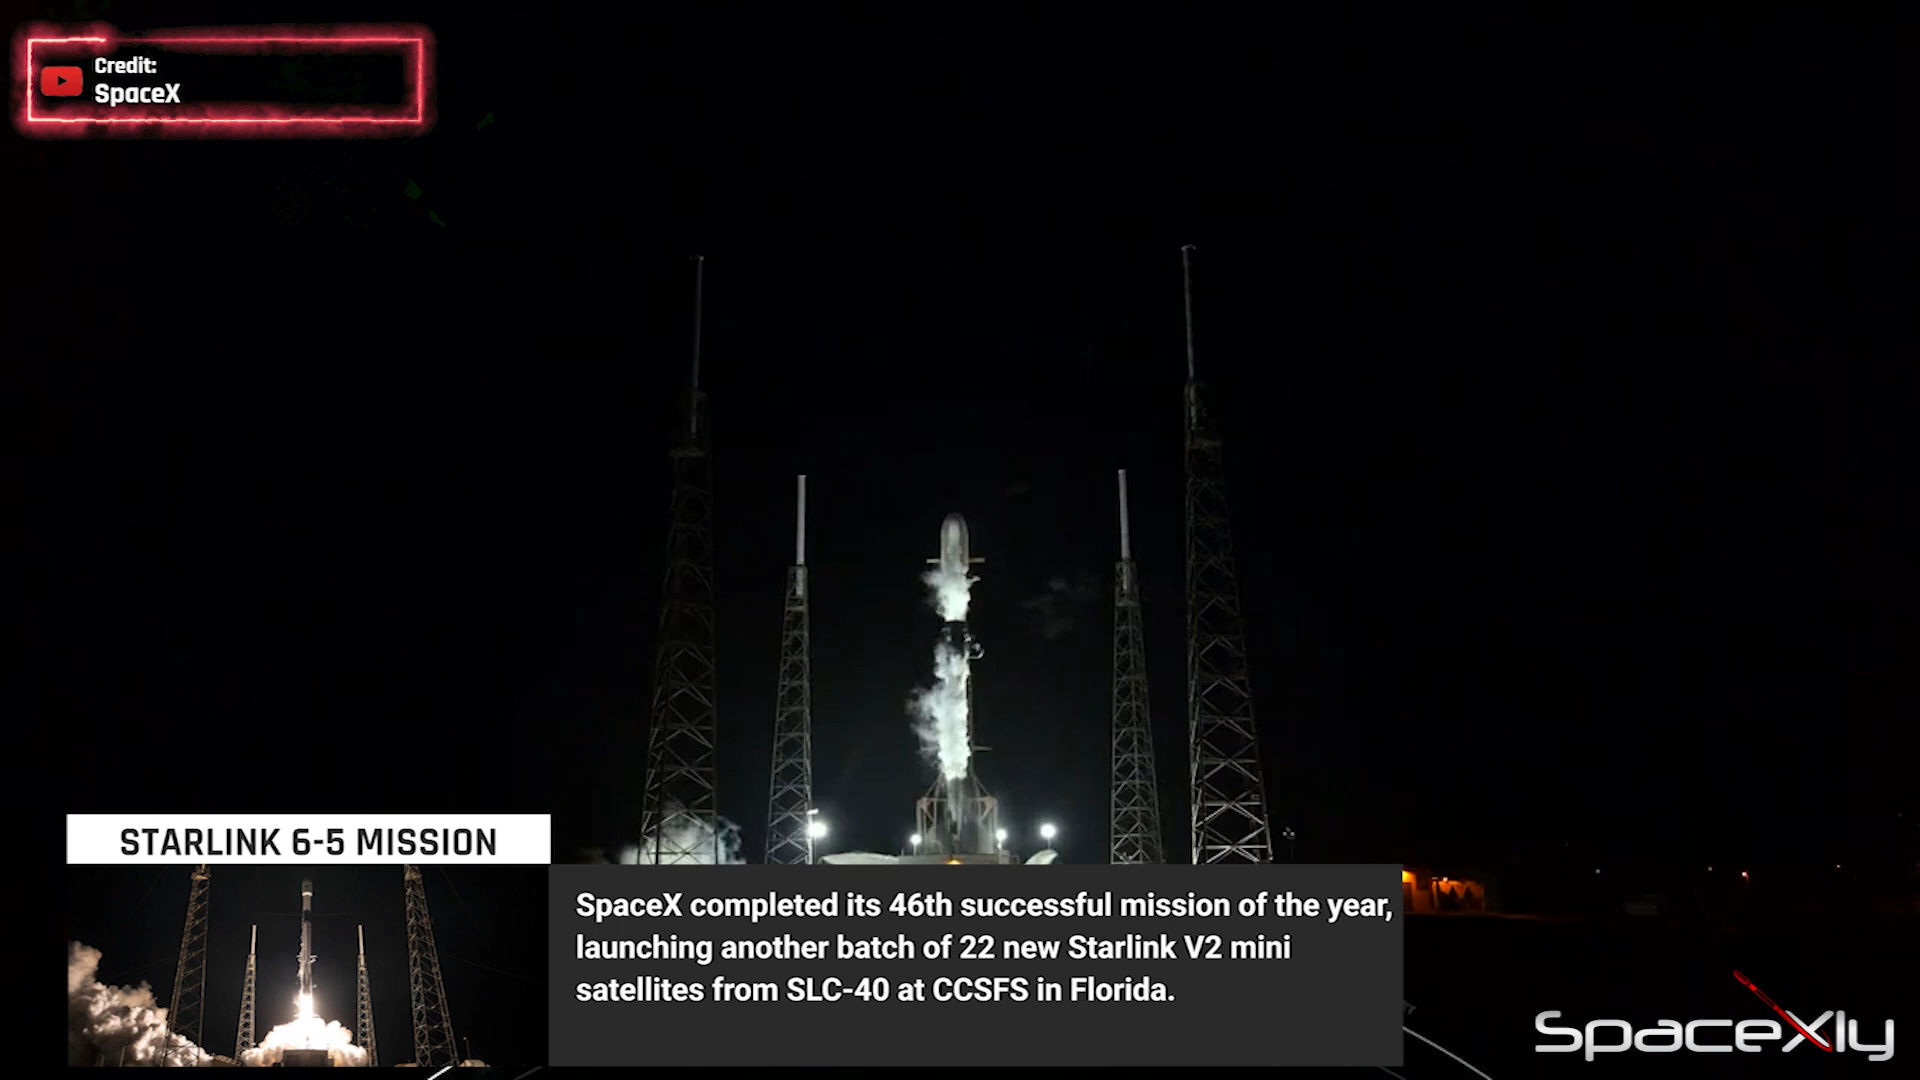 Credit:
SpaceX
STARLINK 6-5 MISSION
SpaceX completed its 46th successful mission of the year,
launching another batch of 22 new Starlink V2 mini
satellites from SLC-40 at CCSFS in Florida.
SpaceXly